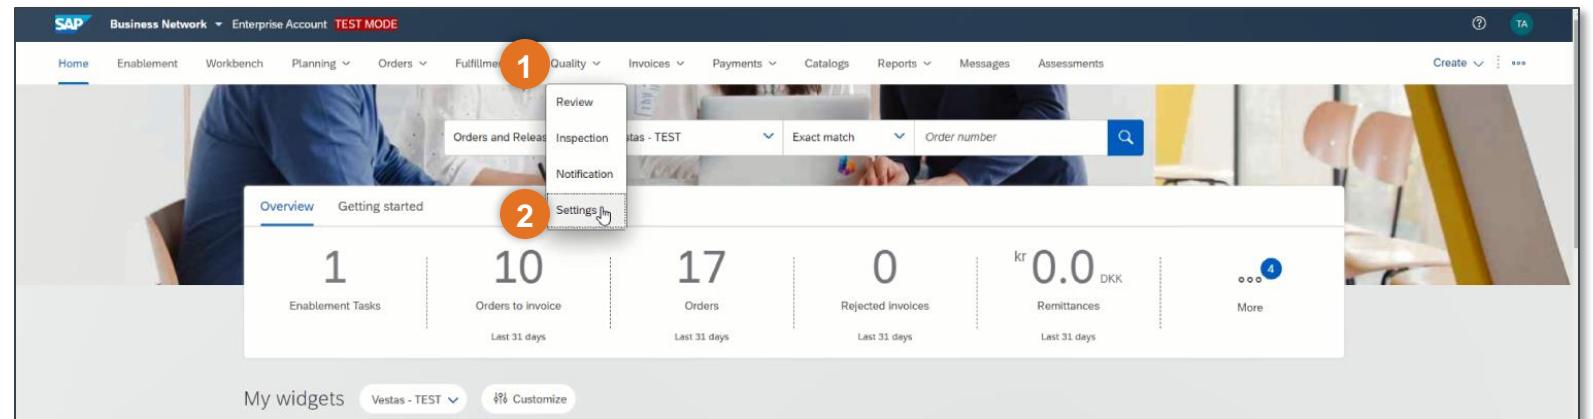 SAP Business Network Enterprise Account TEST MODE TA
Home Enablement Workbench Planning Orders Fulfillme Quality Invoices Payments Catalogs Reports Messages Assessments Create
1
Review
Orders and Releas Inspection stas - TEST Exact match Order number
Notification
Overview Getting started 2 Settings
1 10 17 0 kr 0.0 DKK 4
Enablement Tasks Orders to invoice Orders Rejected invoices Remittances More
Last 31 days Last 31 days Last 31 days Last 31 days
My widgets Vestas - TEST Customize